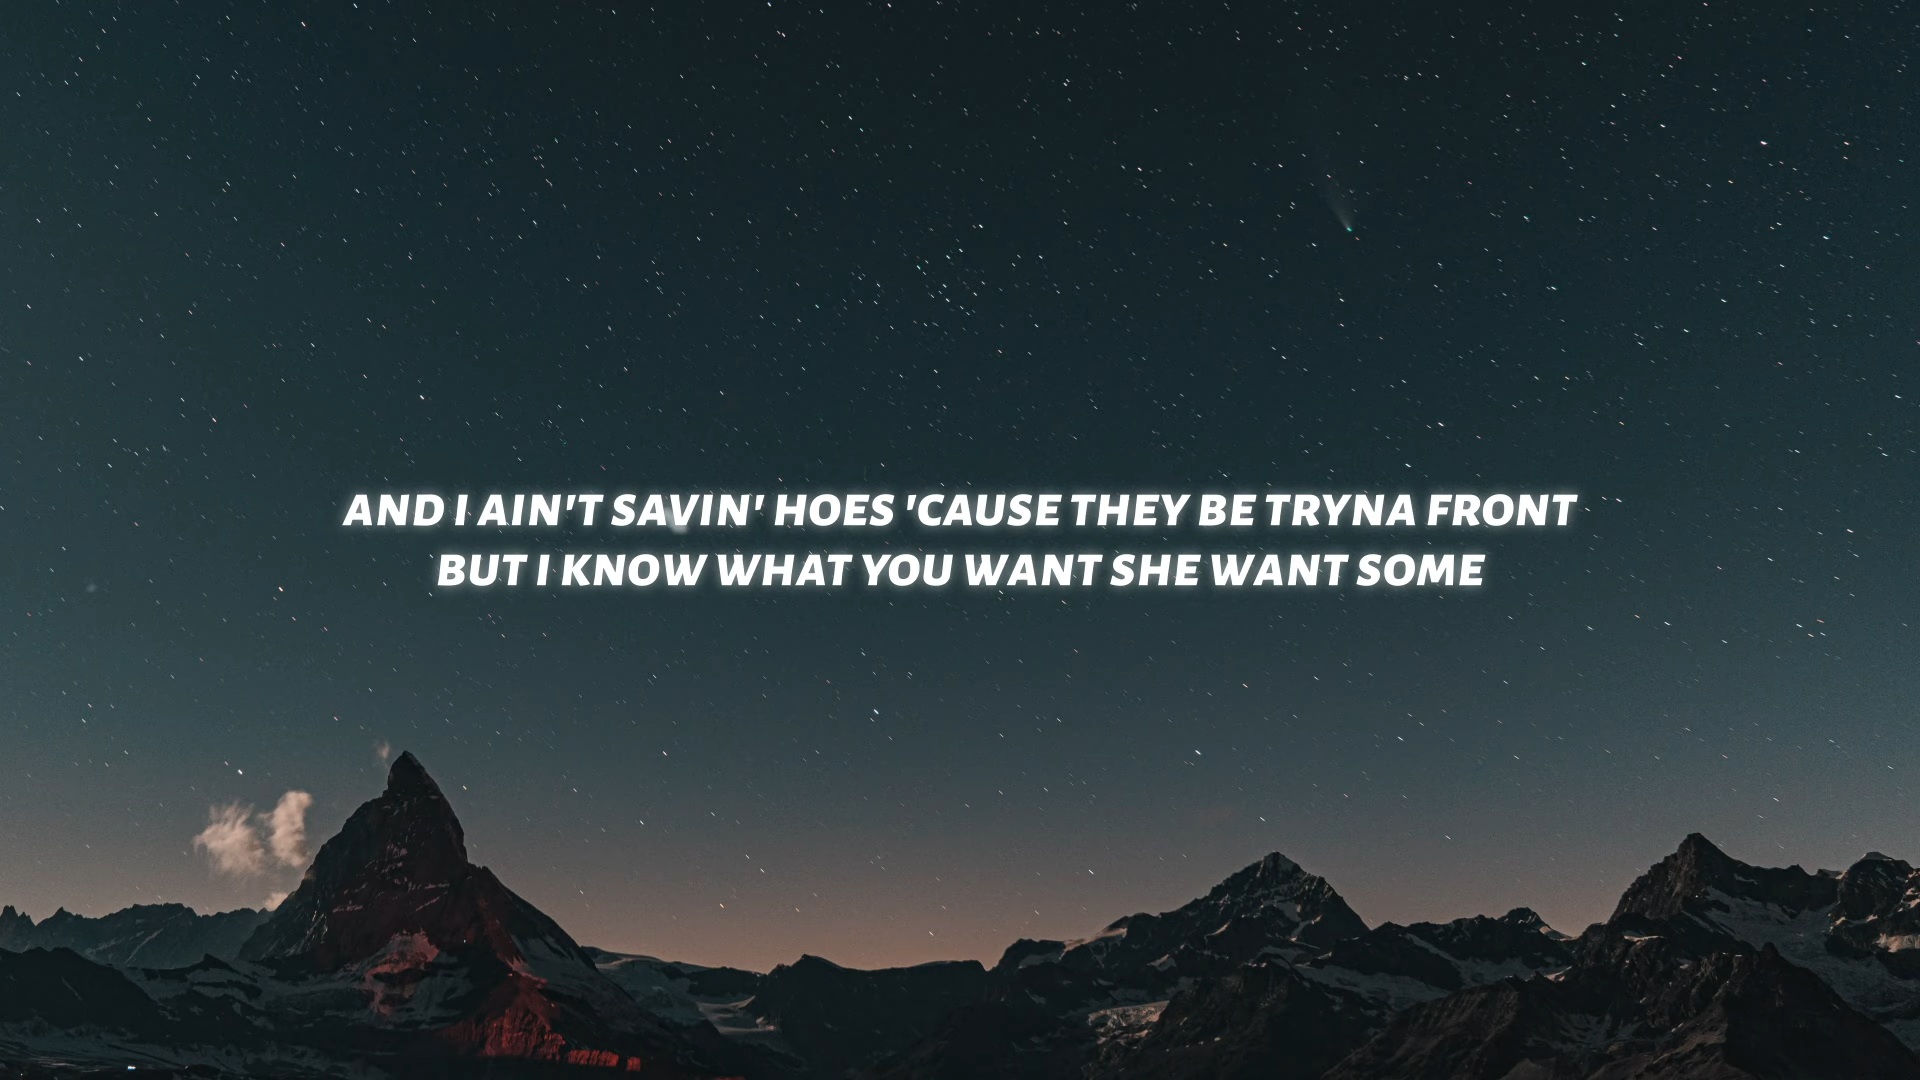 AND I AIN'T SAVIN' HOES 'CAUSE THEY BE TRYNA FRONT
BUT I KNOW WHAT YOU WANT SHE WANT SOME